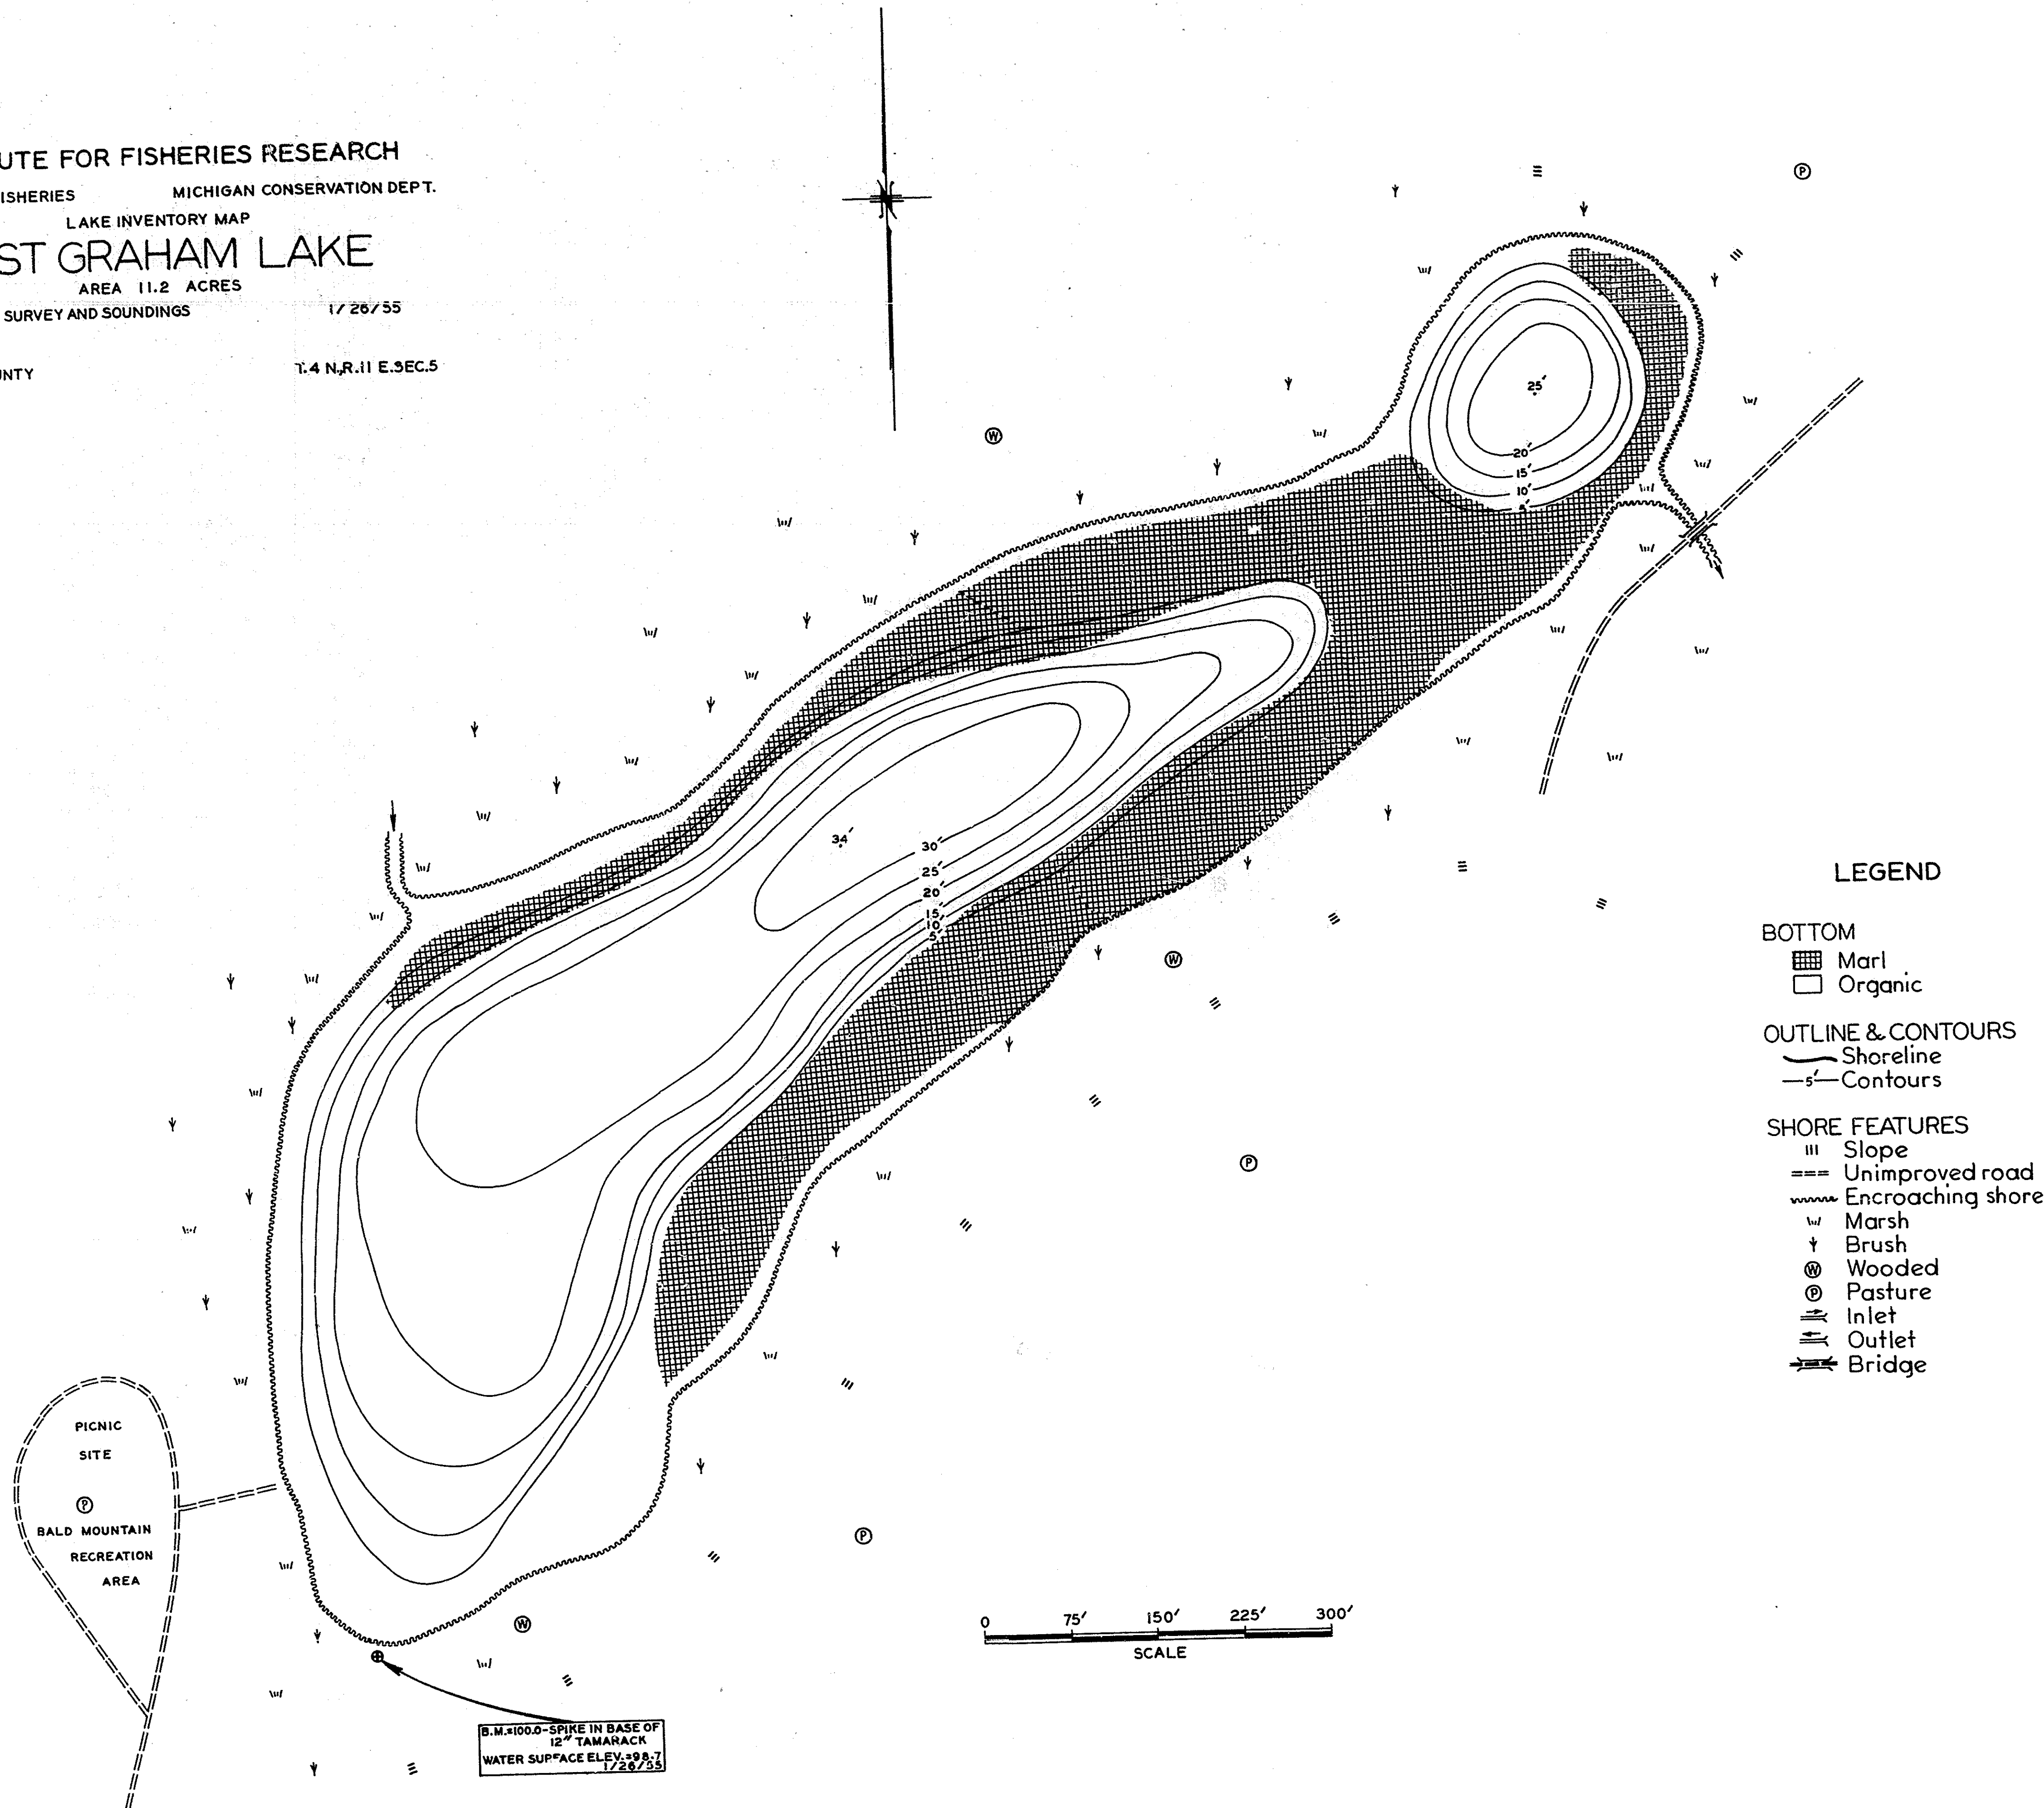 UTE FOR FISHERIES RESEARCH
ISHERIES MICHIGAN CONSERVATION DEPT.
LAKE INVENTORY MAP
ST GRAHAM LAKE
AREA 11.2 ACRES
SURVEY AND SOUNDINGS 1/26/55
NTY T.4 N.,R.11 E.SEC.5
N
P
W
25'
20'
15'
10'
5'
34'
30'
25'
20'
15'
10'
5'
W
P
P
W
LEGEND
BOTTOM
Marl
Organic
OUTLINE & CONTOURS
Shoreline
5' Contours
SHORE FEATURES
Slope
Unimproved road
Encroaching shore
Marsh
Brush
W Wooded
P Pasture
Inlet
Outlet
Bridge
PICNIC
SITE
P
BALD MOUNTAIN
RECREATION
AREA
0 75' 150' 225' 300'
SCALE
B.M.=100.0-SPIKE IN BASE OF
12" TAMARACK
WATER SURFACE ELEV.=98.7
1/26/55